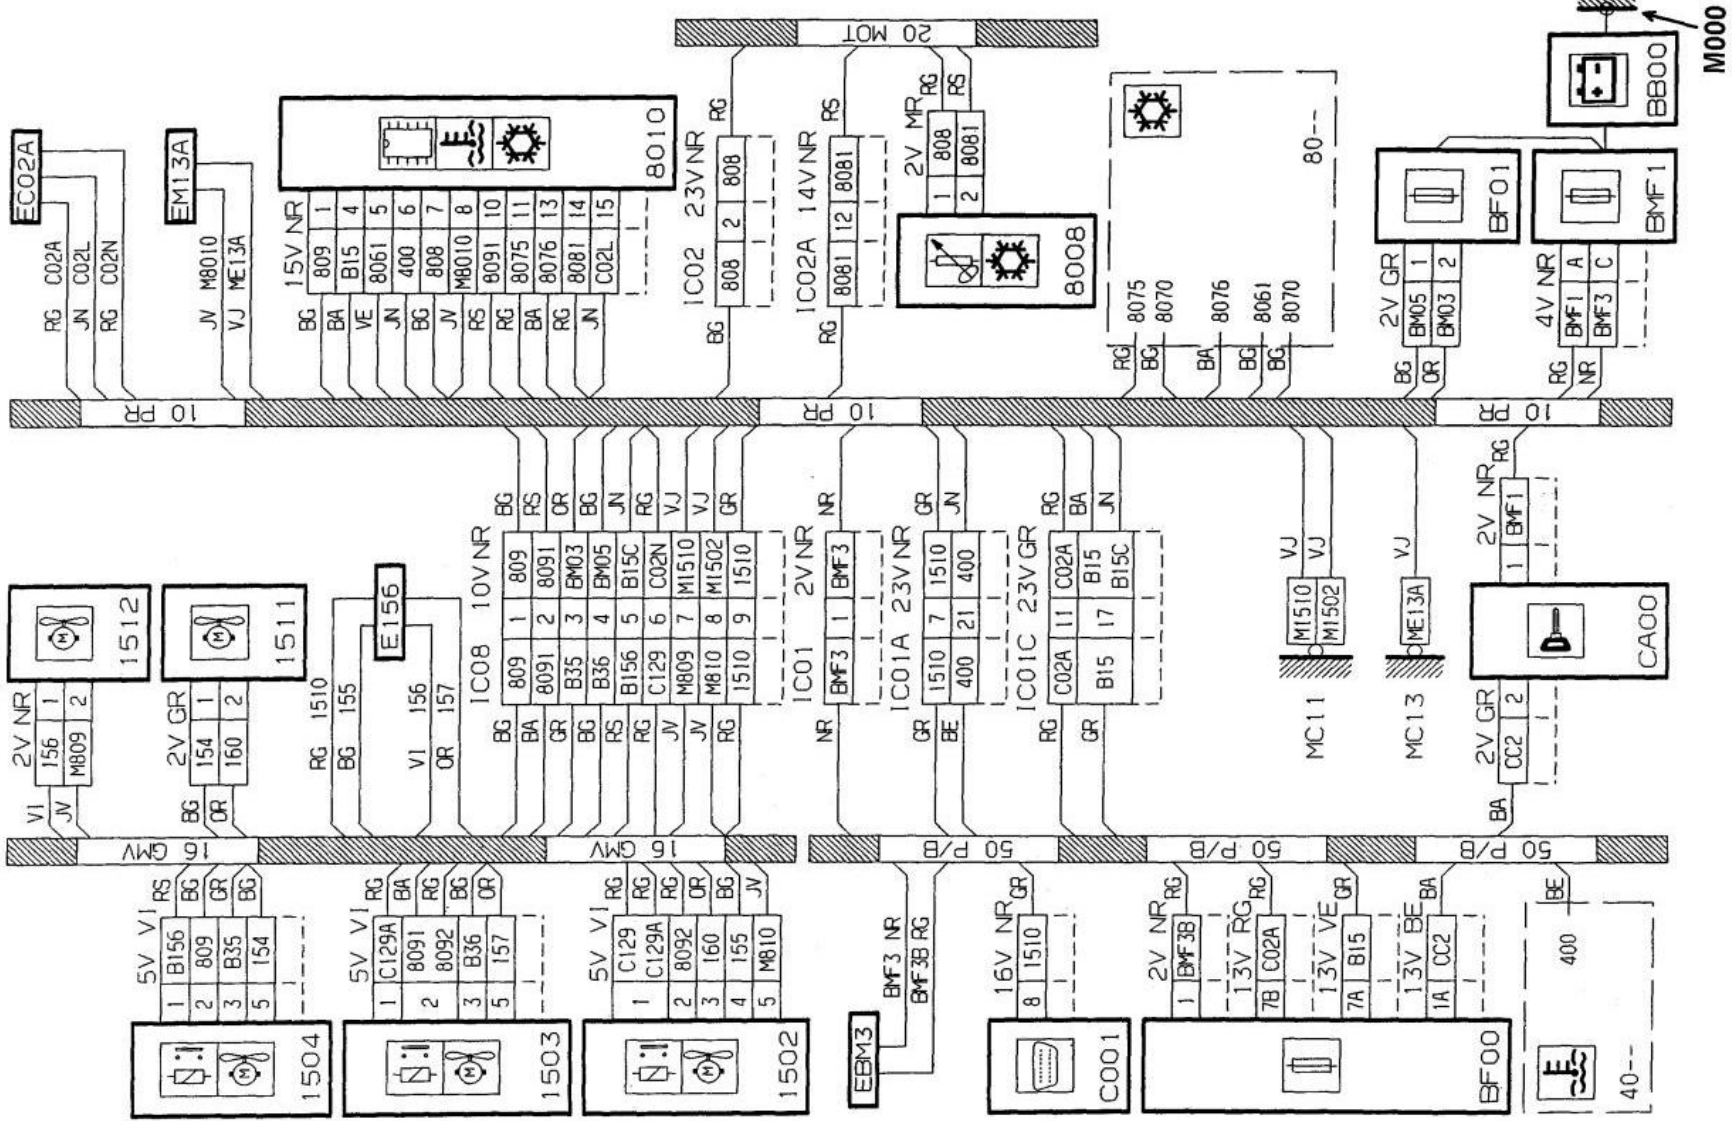 20 MOT
M000
EC02A
RG C02A
JN C02L
RG C02N
EM13A
JV M8010
VJ ME13A
8010
15V NR
809 1
B15 4
8061 5
400 6
808 7
M8010 8
8091 10
8075 11
8076 13
8081 14
C02L 15
BG
BA
VE
JN
BG
JV
RS
RG
BA
RG
JN
RG
IC02 23V NR
808 2 808
BG
RS
IC02A 14V NR
8081 12 8081
RG
RG
RS
2V MR
1 808
2 8081
8008
80--
8075
8070
8076
8061
8070
RG
BG
BA
BG
BG
BB00
BF01
2V GR
BM05 1
BM03 2
BG
OR
BMF1
4V NR
BMF1 A
BMF3 C
RG
NR
10 PR
10 PR
10 PR
1512
2V NR
156 1
M809 2
VI
JV
1511
2V GR
154 1
160 2
BG
OR
E156
RG 1510
BG 155
VI 156
OR 157
BG
RS
OR
BG
JN
RG
VJ
VJ
GR
IC08 10V NR
809 1 809
8091 2 8091
B35 3 BM03
B36 4 BM05
B156 5 B15C
C129 6 C02N
M809 7 M1510
M810 8 M1502
1510 9 1510
BG
BA
GR
BG
RS
RG
JV
JV
RG
NR
IC01 2V NR
BMF3 1 BMF3
NR
GR
JN
IC01A 23V NR
1510 7 1510
400 21 400
GR
BE
RG
BA
JN
IC01C 23V GR
C02A 11 C02A
B15 17 B15
B15C
RG
GR
VJ
VJ
M1510
M1502
MC11
VJ
ME13A
MC13
RG
2V NR
1 BMF1
CA00
2V GR
CC2 2
BA
16 GMV
16 GMV
50 P/B
50 P/B
50 P/B
RS
BG
GR
BG
5V VI
1 B156
2 809
3 B35
5 154
1504
RG
BA
RG
BG
OR
5V VI
1 C129A
2 8091
8092
3 B36
5 157
1503
RG
RG
RG
OR
BG
JV
5V VI
1 C129
C129A
2 8092
3 160
4 155
5 M810
1502
EBM3
BMF3 NR
BMF3B RG
GR
16V NR
8 1510
C001
RG
2V NR
1 BMF3B
RG
13V RG
7B C02A
GR
13V VE
7A B15
BA
13V BE
1A CC2
BF00
BE
400
40--